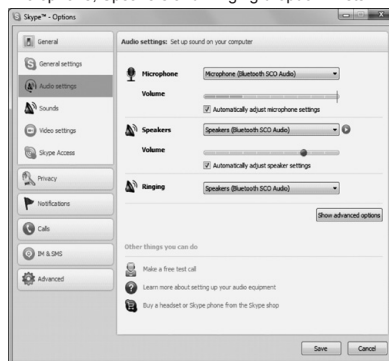 Skype™ - Options
General
General settings
Audio settings
Sounds
Video settings
Skype Access
Privacy
Notifications
Calls
IM & SMS
Advanced
Audio settings: Set up sound on your computer
Microphone
Microphone (Bluetooth SCO Audio)
Volume
Automatically adjust microphone settings
Speakers
Speakers (Bluetooth SCO Audio)
Volume
Automatically adjust speaker settings
Ringing
Speakers (Bluetooth SCO Audio)
Show advanced options
Other things you can do
Make a free test call
Learn more about setting up your audio equipment
Buy a headset or Skype phone from the Skype shop
Save
Cancel